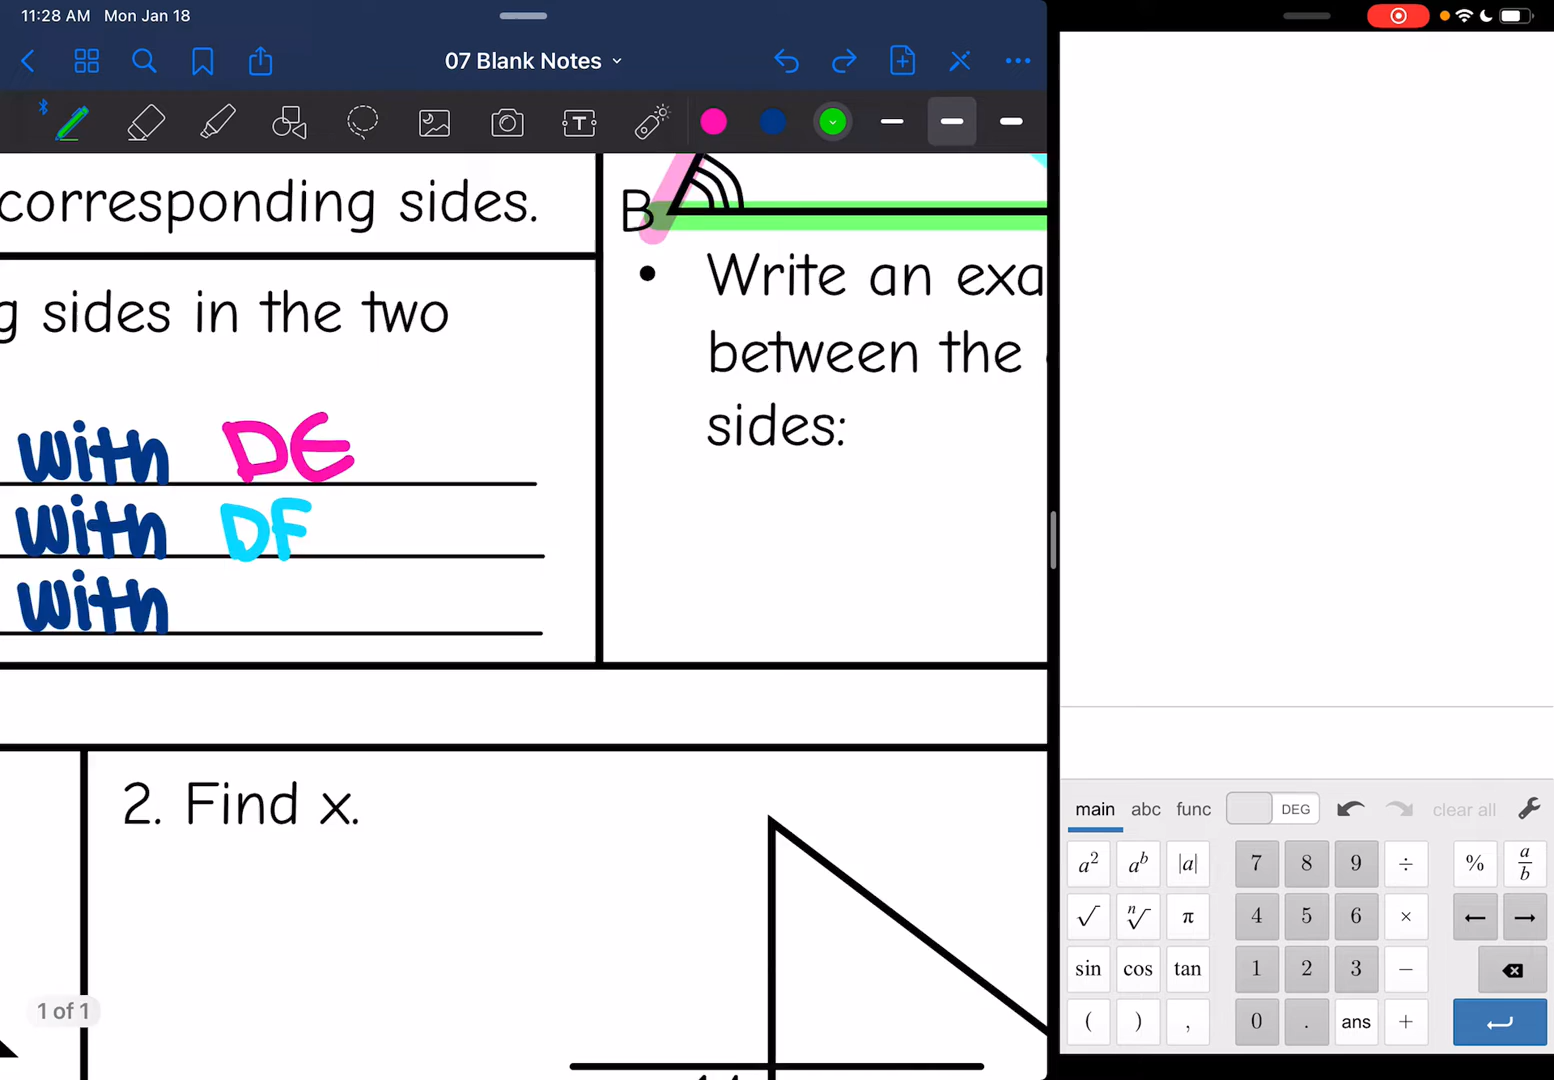 11:28 AM Mon Jan 18
07 Blank Notes
T
corresponding sides.
g sides in the two
with DE
with DF
with
B
• Write an exa
between the
sides:
2. Find x.
1 of 1
main abc func DEG clear all
a² aᵇ |a| 7 8 9 ÷ % a/b
√ ⁿ√ π 4 5 6 × ← →
sin cos tan 1 2 3 −
( ) , 0 . ans +